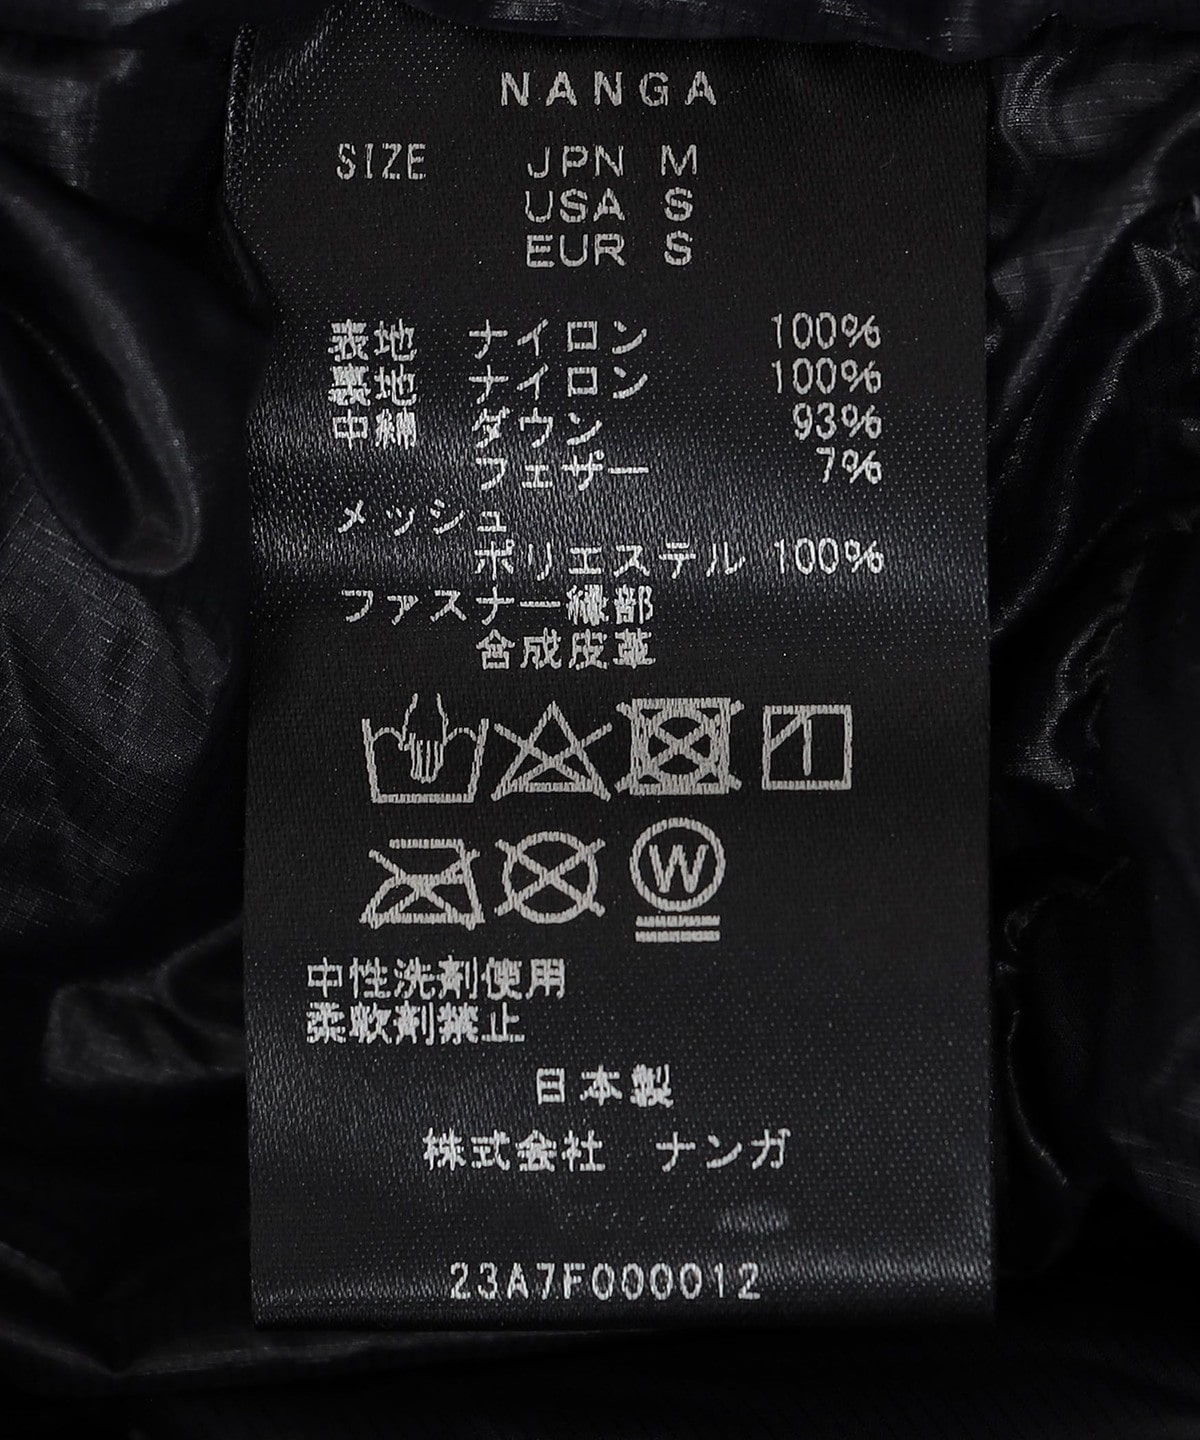 NANGA
SIZE JPN M
USA S
EUR S
表地 ナイロン 100%
裏地 ナイロン 100%
中綿 ダウン 93%
フェザー 7%
メッシュ
ポリエステル 100%
ファスナー縁部
合成皮革
W
中性洗剤使用
柔軟剤禁止
日本製
株式会社 ナンガ
23A7F000012